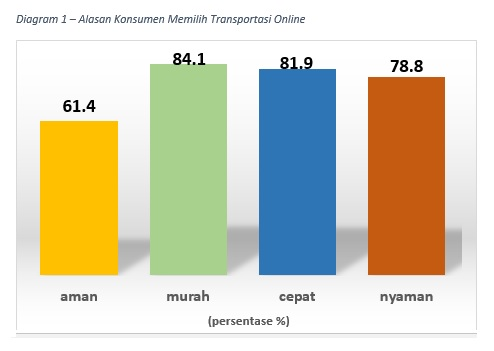 Diagram 1 – Alasan Konsumen Memilih Transportasi Online
61.4
84.1
81.9
78.8
aman
murah
cepat
nyaman
(persentase %)